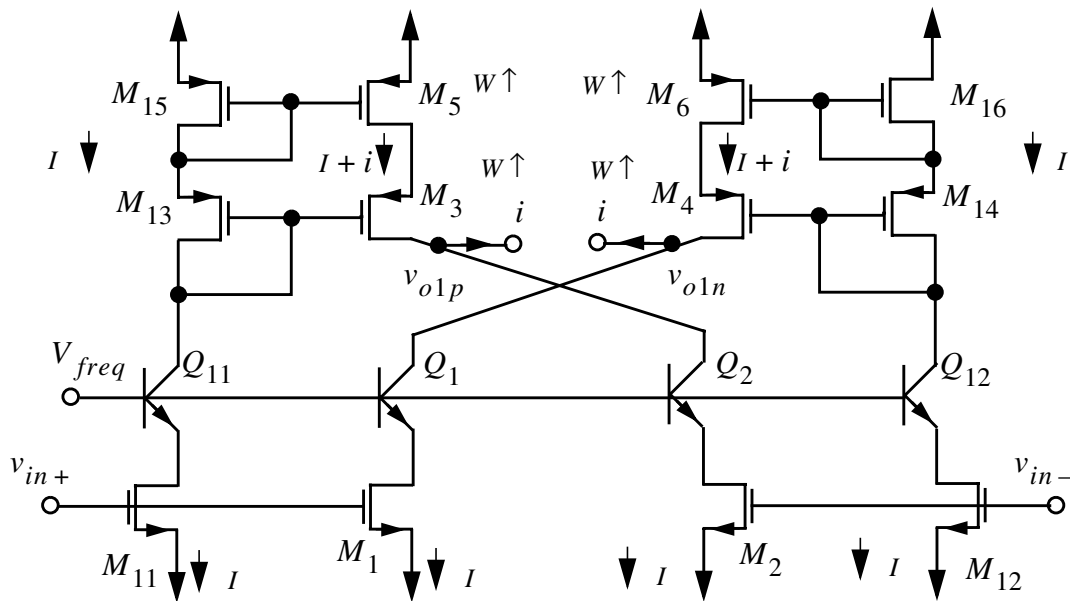 M15 M5 W↑ W↑ M6 M16
I I + i W↑ W↑ I + i I
M13 M3 i i M4 M14
vo1p vo1n
Vfreq Q11 Q1 Q2 Q12
vin+ vin–
M11 I M1 I I M2 I M12